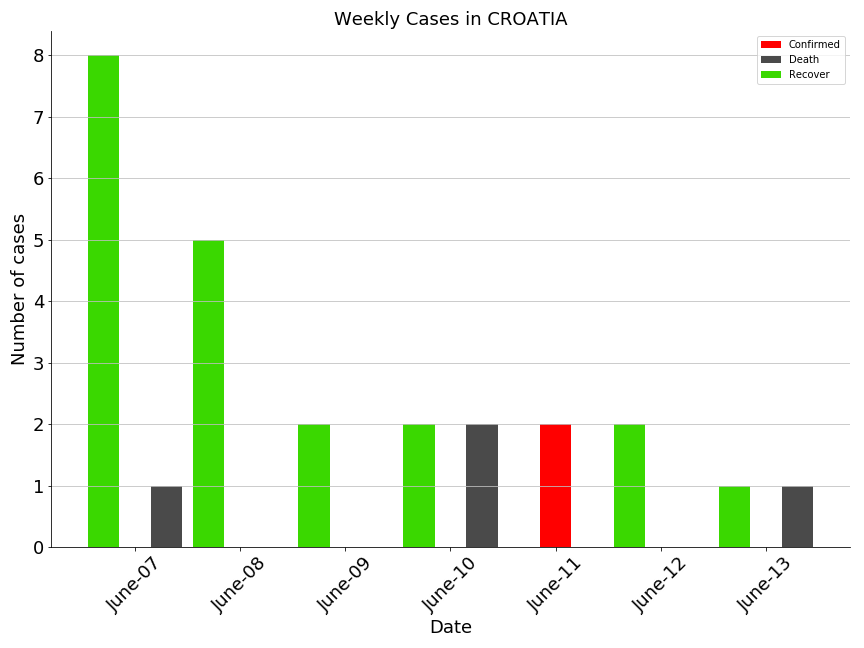 Weekly Cases in CROATIA
Confirmed
Death
Recover
Number of cases
8
7
6
5
4
3
2
1
0
June-07
June-08
June-09
June-10
June-11
June-12
June-13
Date